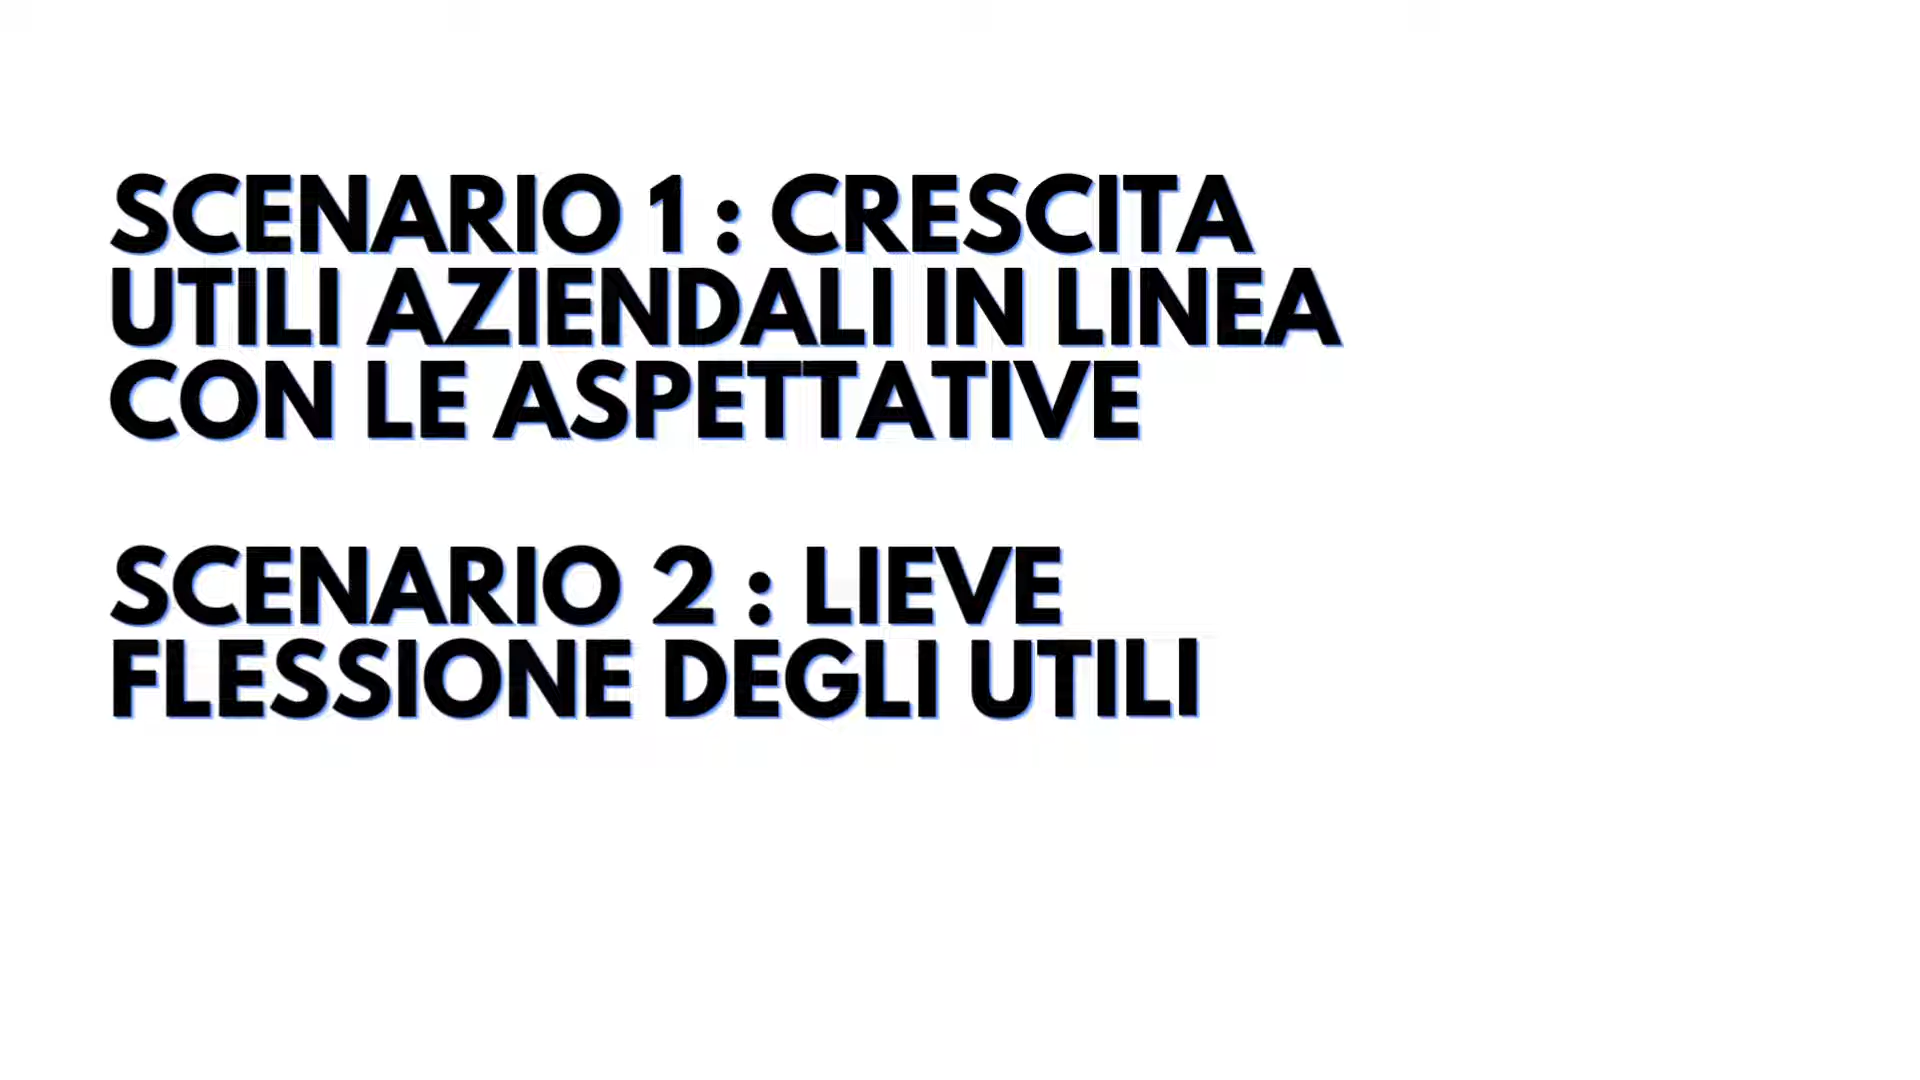 SCENARIO 1 : CRESCITA
UTILI AZIENDALI IN LINEA
CON LE ASPETTATIVE
SCENARIO 2 : LIEVE
FLESSIONE DEGLI UTILI